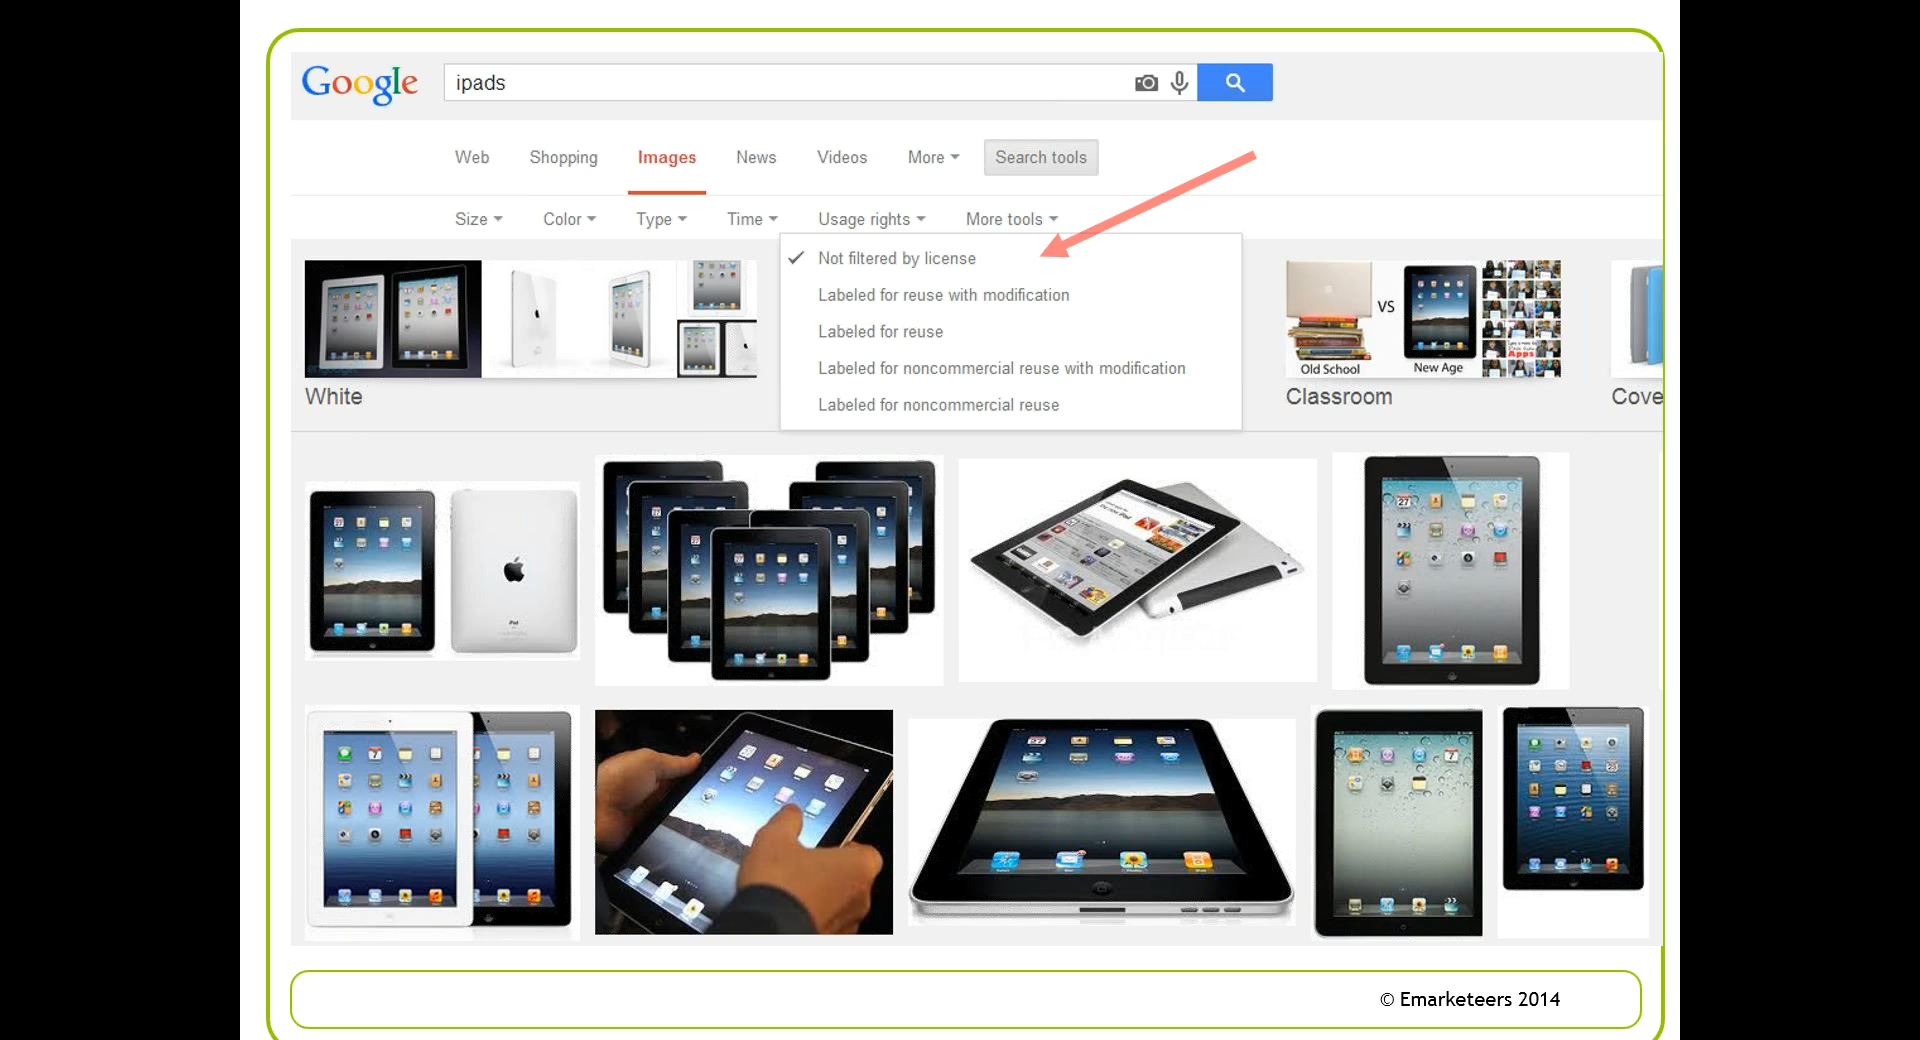 Google
ipads
Web Shopping Images News Videos More Search tools
Size Color Type Time Usage rights More tools
Not filtered by license
Labeled for reuse with modification
Labeled for reuse
Labeled for noncommercial reuse with modification
Labeled for noncommercial reuse
VS
Old School
New Age
Apps
White
Classroom
Cove
iPad
© Emarketeers 2014